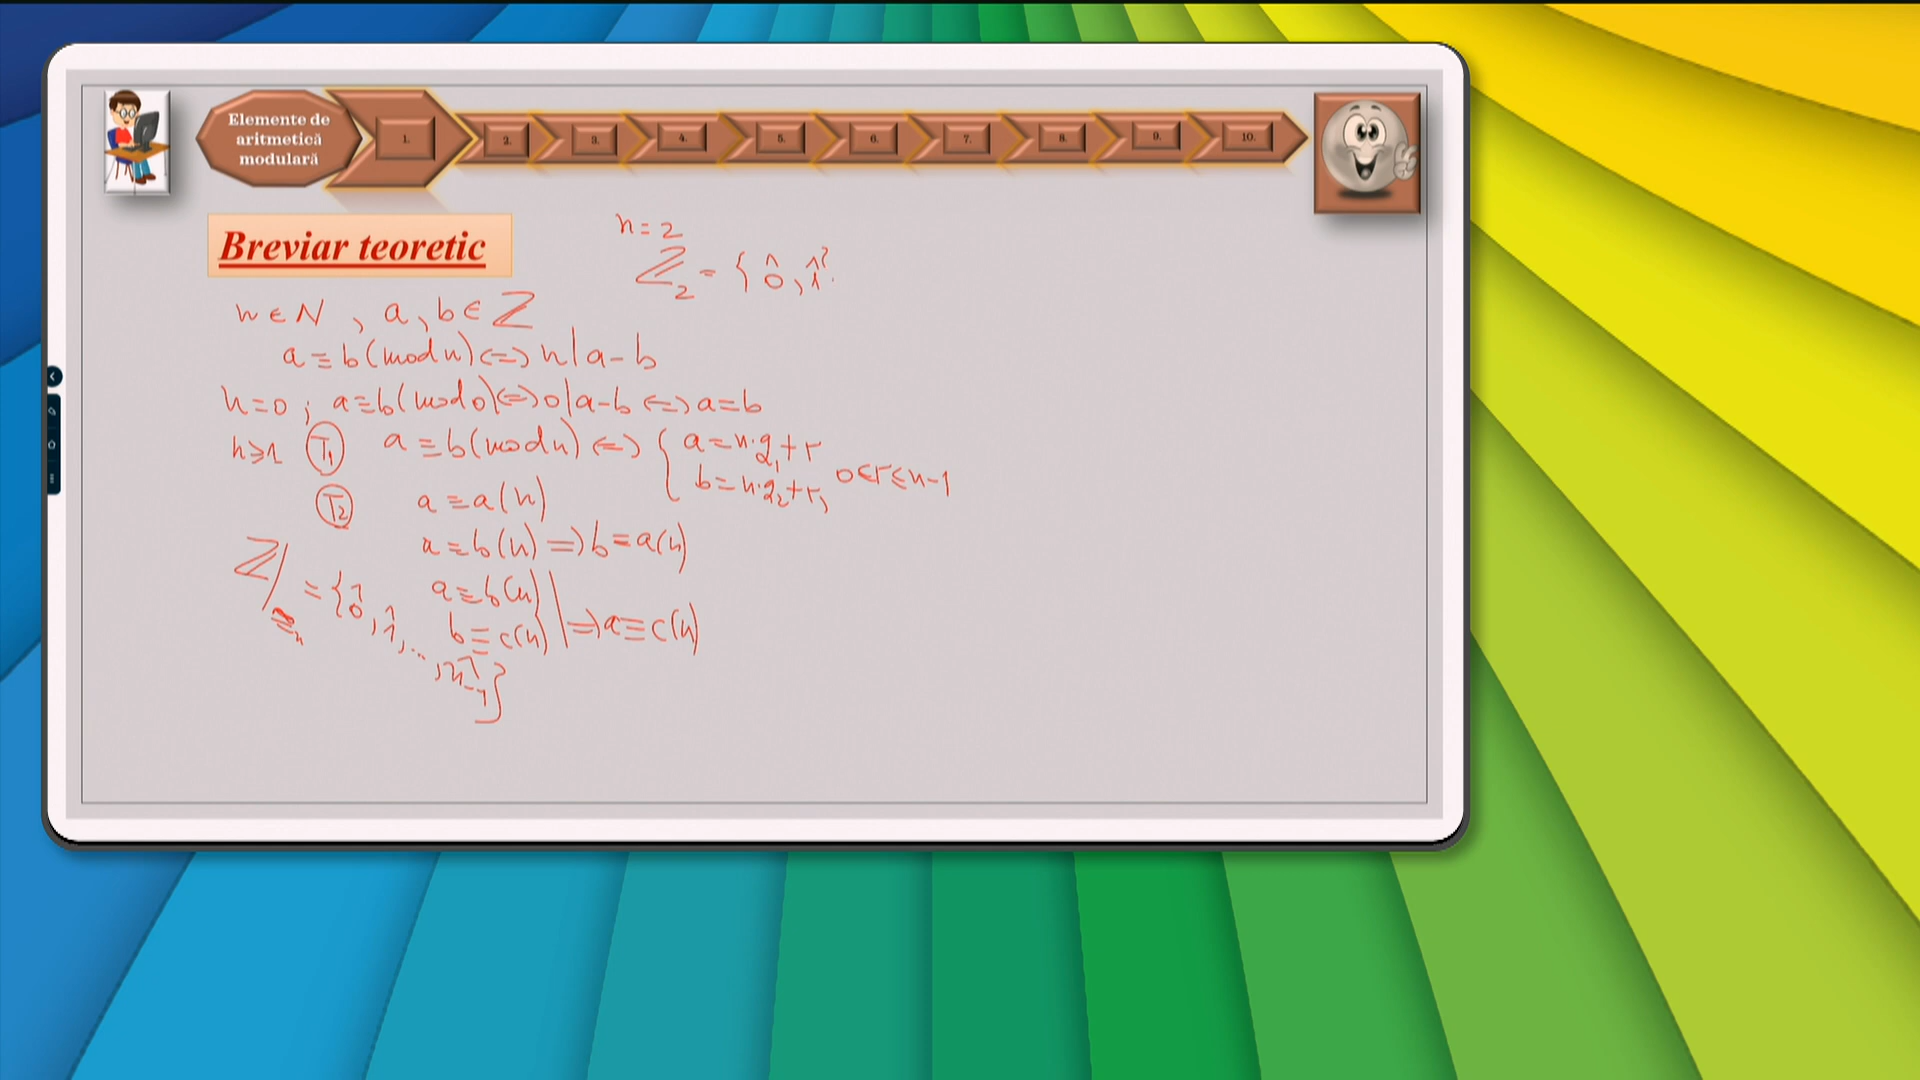 Elemente de
aritmetică
modulară
1. 2. 3. 4. 5. 6. 7. 8. 9. 10.
Breviar teoretic
n = 2
ℤ₂ = { 0̂, 1̂ }
n ∈ N , a, b ∈ ℤ
a ≡ b (mod n) ⇔ n | a - b
n = 0 ; a ≡ b (mod 0) ⇔ 0 | a - b ⇔ a = b
n ≥ 1 (T₁) a ≡ b (mod n) ⇔ { a = n·q₁ + r
b = n·q₂ + r, 0 ≤ r ≤ n-1
(T₂) a ≡ a (n)
a ≡ b (n) ⇒ b ≡ a (n)
a ≡ b (n)
b ≡ c (n) | ⇒ a ≡ c (n)
ℤ/≡ₙ = { 0̂, 1̂, ..., n-1̂ }